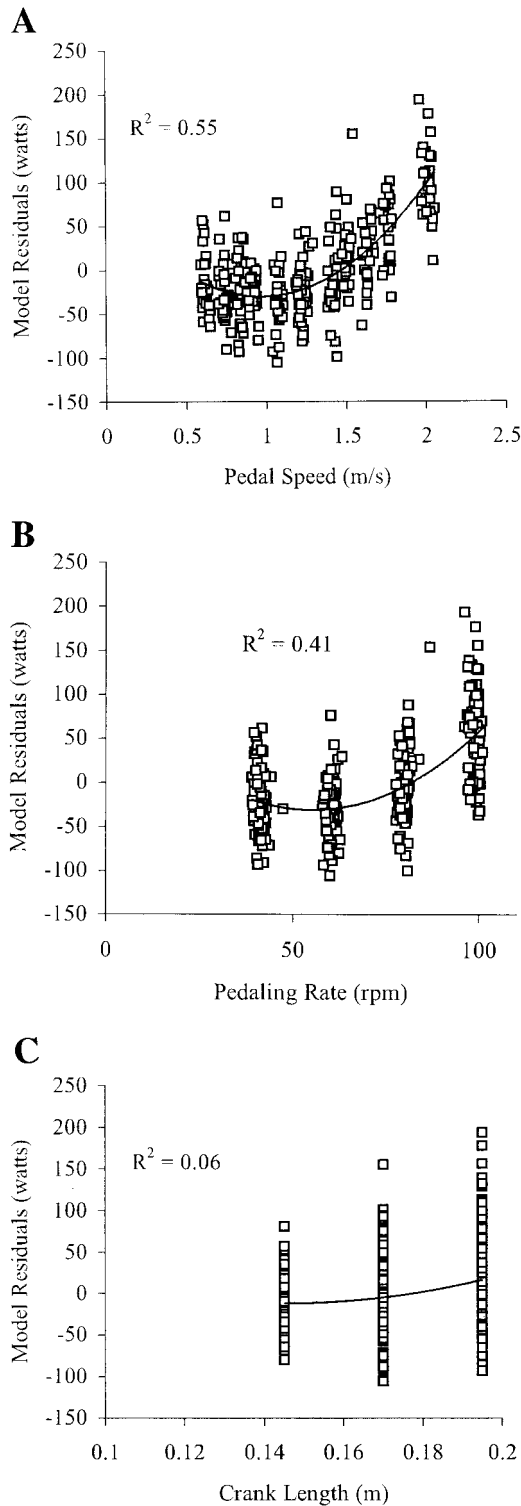 A
250
200
150
100
50
0
-50
-100
-150
Model Residuals (watts)
R² = 0.55
0 0.5 1 1.5 2 2.5
Pedal Speed (m/s)
B
250
200
150
100
50
0
-50
-100
-150
Model Residuals (watts)
R² = 0.41
0 50 100
Pedaling Rate (rpm)
C
250
200
150
100
50
0
-50
-100
-150
Model Residuals (watts)
R² = 0.06
0.1 0.12 0.14 0.16 0.18 0.2
Crank Length (m)